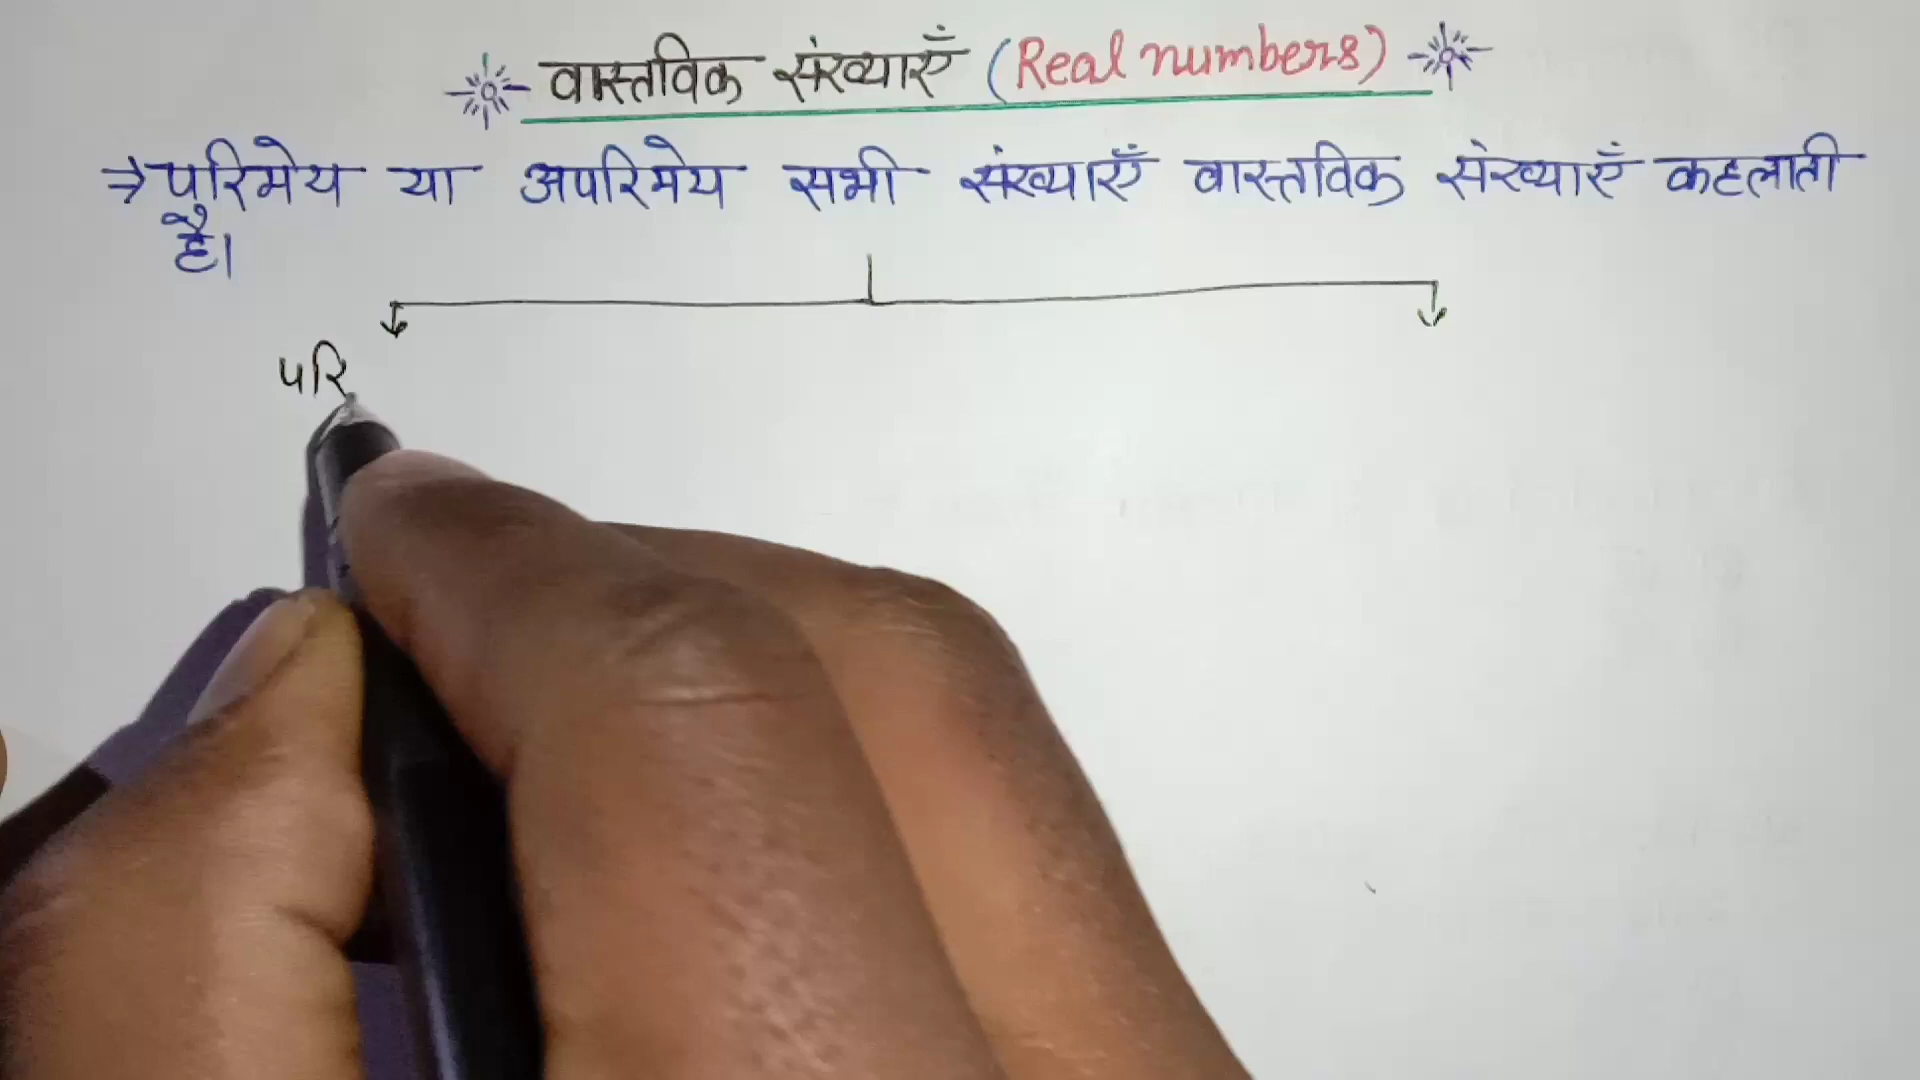 वास्तविक संख्याएँ (Real numbers)
→ परिमेय या अपरिमेय सभी संख्याएँ वास्तविक संख्याएँ कहलाती
है।
परि